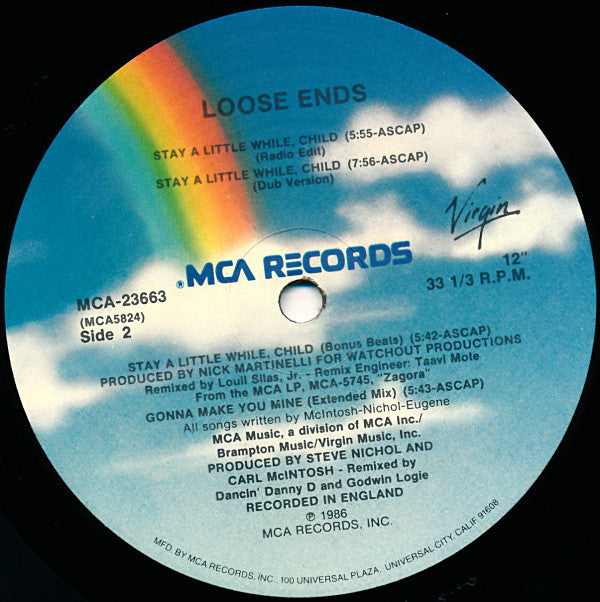 LOOSE ENDS
STAY A LITTLE WHILE, CHILD (5:55-ASCAP)
(Radio Edit)
STAY A LITTLE WHILE, CHILD (7:56-ASCAP)
(Dub Version)
Virgin
® MCA RECORDS
MCA-23663
(MCA5824)
Side 2
12"
33 1/3 R.P.M.
STAY A LITTLE WHILE, CHILD (Bonus Beats) (5:42-ASCAP)
PRODUCED BY NICK MARTINELLI FOR WATCHOUT PRODUCTIONS
Remixed by Louil Silas, Jr. - Remix Engineer: Taavi Mote
From the MCA LP, MCA-5745, "Zagora"
GONNA MAKE YOU MINE (Extended Mix) (5:43-ASCAP)
All songs written by McIntosh-Nichol-Eugene
MCA Music, a division of MCA Inc./
Brampton Music/Virgin Music, Inc.
PRODUCED BY STEVE NICHOL AND
CARL McINTOSH - Remixed by
Dancin' Danny D and Godwin Logie
RECORDED IN ENGLAND
℗ 1986
MCA RECORDS, INC.
MFD. BY MCA RECORDS, INC., 100 UNIVERSAL PLAZA, UNIVERSAL CITY, CALIF. 91608